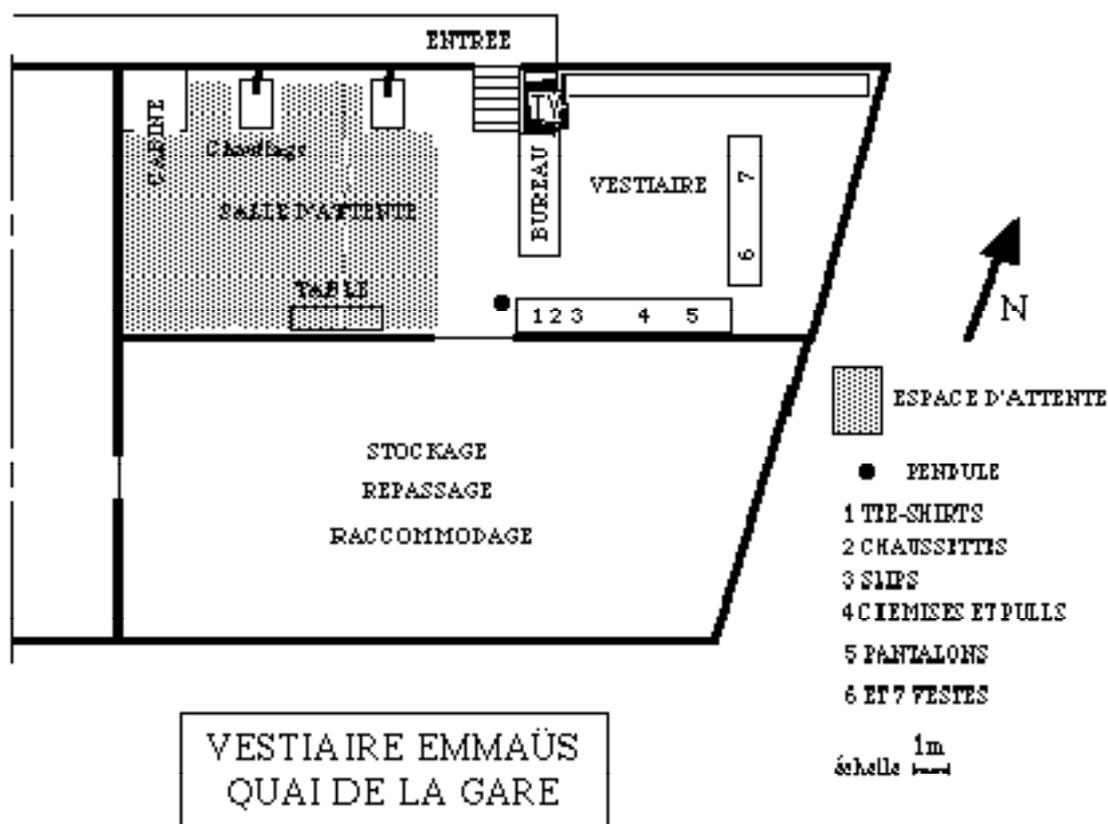 ENTREE
TV
CABINE
Chauffage
BUREAU
VESTIAIRE
7
6
SALLE D'ATTENTE
TABLE
1 2 3 4 5
N
ESPACE D'ATTENTE
PENDULE
STOCKAGE
REPASSAGE
RACCOMMODAGE
1 TEE-SHIRTS
2 CHAUSSETTES
3 SLIPS
4 CHEMISES ET PULLS
5 PANTALONS
6 ET 7 VESTES
échelle 1m
VESTIAIRE EMMAÜS
QUAI DE LA GARE